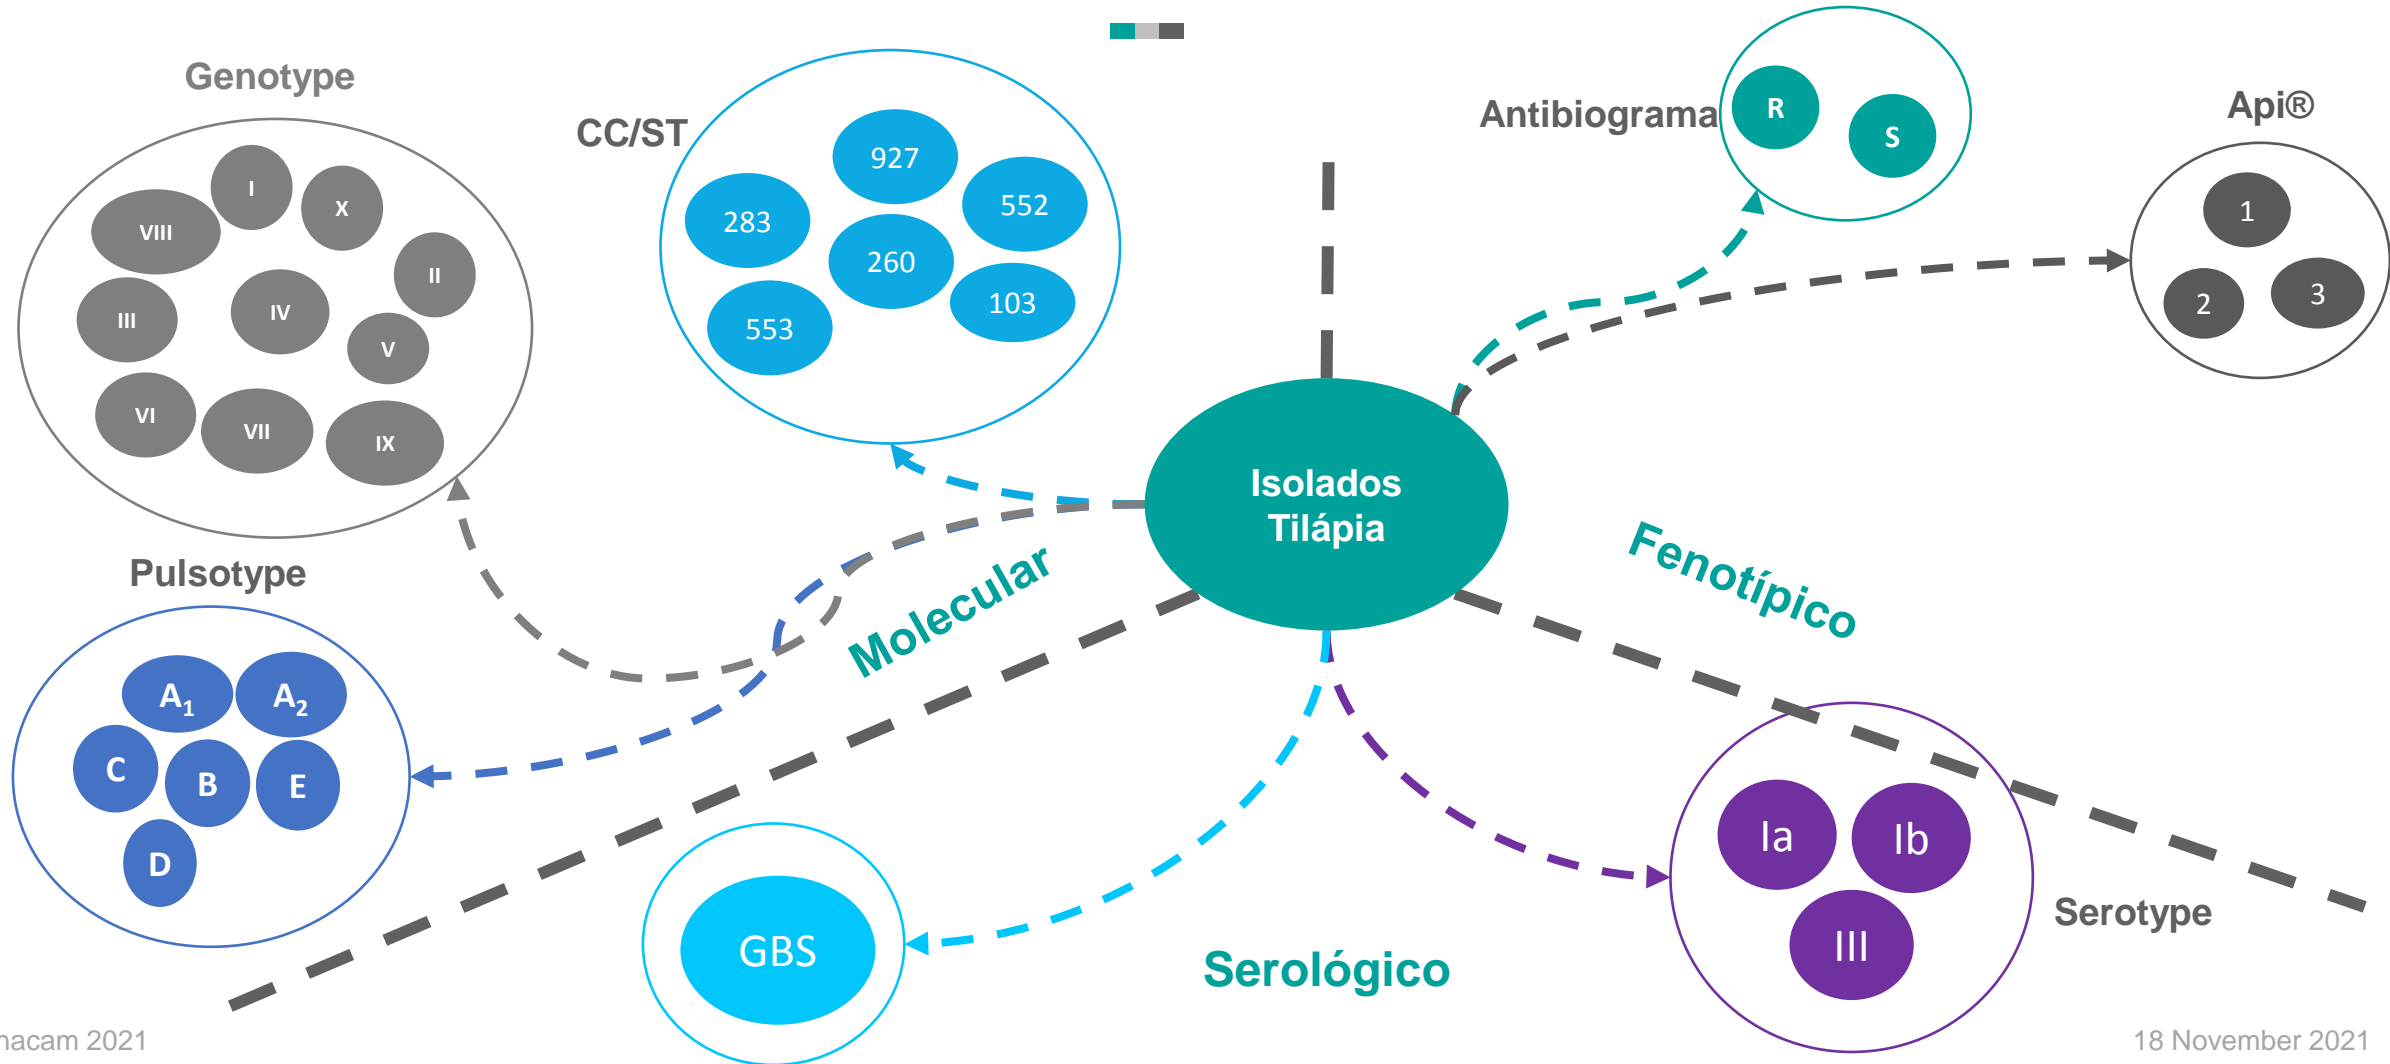 Genotype
I
X
VIII
II
III
IV
V
VI
VII
IX
CC/ST
927
283
552
260
103
553
Antibiograma
R
S
Api®
1
2
3
Isolados
Tilápia
Molecular
Fenotípico
Pulsotype
A1
A2
C
B
E
D
GBS
Serológico
Ia
Ib
III
Serotype
2021
18 November 2021